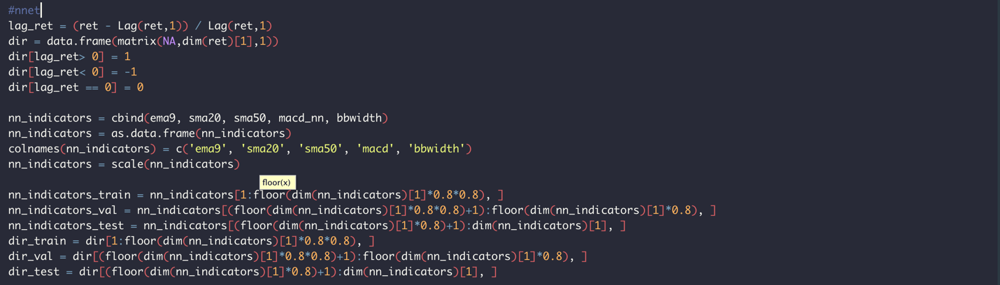 #nnet
lag_ret = (ret - Lag(ret,1)) / Lag(ret,1)
dir = data.frame(matrix(NA,dim(ret)[1],1))
dir[lag_ret> 0] = 1
dir[lag_ret< 0] = -1
dir[lag_ret == 0] = 0
nn_indicators = cbind(ema9, sma20, sma50, macd_nn, bbwidth)
nn_indicators = as.data.frame(nn_indicators)
colnames(nn_indicators) = c('ema9', 'sma20', 'sma50', 'macd', 'bbwidth')
nn_indicators = scale(nn_indicators)
floor(x)
nn_indicators_train = nn_indicators[1:floor(dim(nn_indicators)[1]*0.8*0.8), ]
nn_indicators_val = nn_indicators[(floor(dim(nn_indicators)[1]*0.8*0.8)+1):floor(dim(nn_indicators)[1]*0.8), ]
nn_indicators_test = nn_indicators[(floor(dim(nn_indicators)[1]*0.8)+1):dim(nn_indicators)[1], ]
dir_train = dir[1:floor(dim(nn_indicators)[1]*0.8*0.8), ]
dir_val = dir[(floor(dim(nn_indicators)[1]*0.8*0.8)+1):floor(dim(nn_indicators)[1]*0.8), ]
dir_test = dir[(floor(dim(nn_indicators)[1]*0.8)+1):dim(nn_indicators)[1], ]